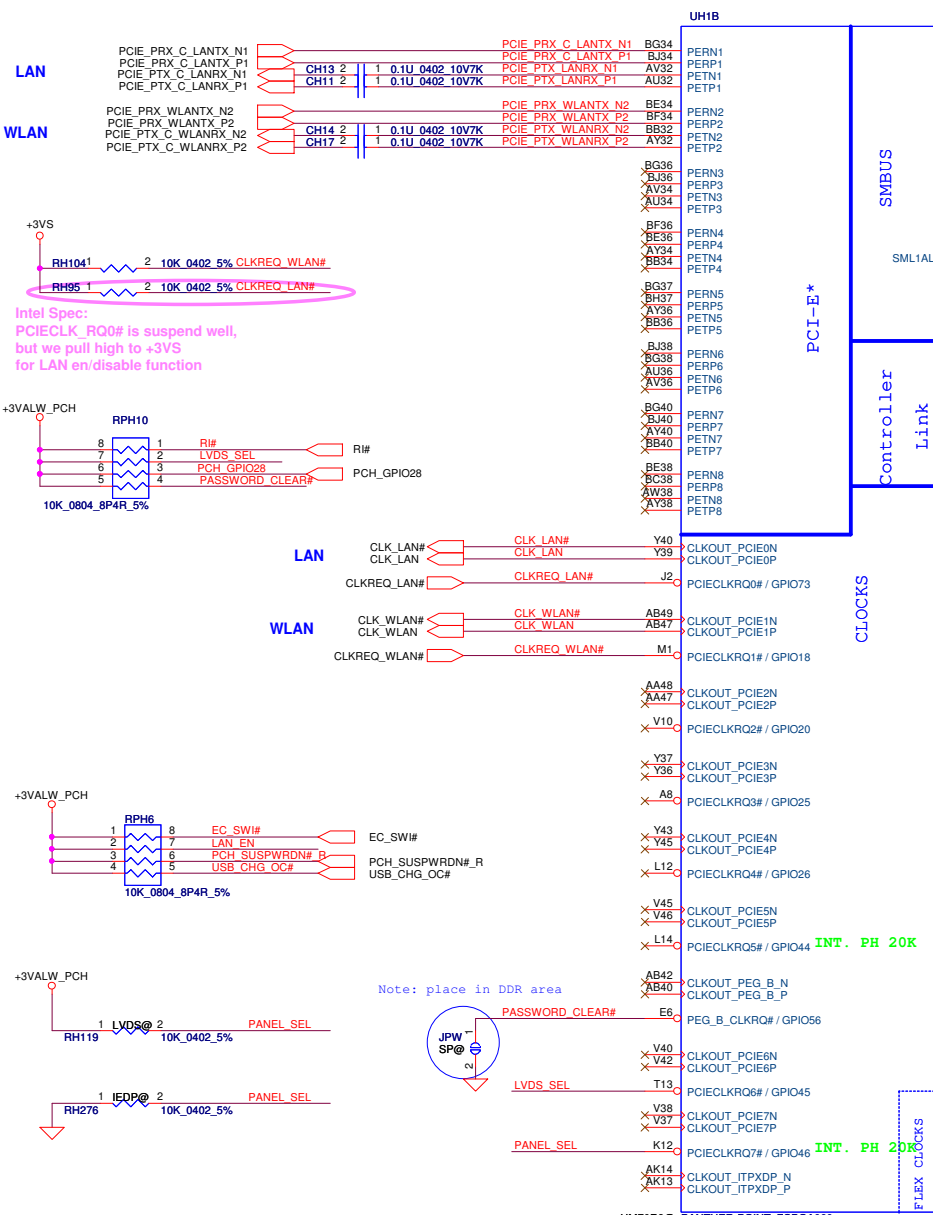 UH1B
LAN
PCIE_PRX_C_LANTX_N1 PCIE_PRX_C_LANTX_N1 BG34 PERN1
PCIE_PRX_C_LANTX_P1 PCIE_PRX_C_LANTX_P1 BJ34 PERP1
PCIE_PTX_C_LANRX_N1 CH13 2 1 0.1U_0402_10V7K PCIE_PTX_LANRX_N1 AV32 PETN1
PCIE_PTX_C_LANRX_P1 CH11 2 1 0.1U_0402_10V7K PCIE_PTX_LANRX_P1 AU32 PETP1
WLAN
PCIE_PRX_WLANTX_N2 PCIE_PRX_WLANTX_N2 BE34 PERN2
PCIE_PRX_WLANTX_P2 PCIE_PRX_WLANTX_P2 BF34 PERP2
PCIE_PTX_C_WLANRX_N2 CH14 2 1 0.1U_0402_10V7K PCIE_PTX_WLANRX_N2 BB32 PETN2
PCIE_PTX_C_WLANRX_P2 CH17 2 1 0.1U_0402_10V7K PCIE_PTX_WLANRX_P2 AY32 PETP2
BG36 PERN3
BJ36 PERP3
AV34 PETN3
AU34 PETP3
BF36 PERN4
BE36 PERP4
AY34 PETN4
BB34 PETP4
BG37 PERN5
BH37 PERP5
AY36 PETN5
BB36 PETP5
BJ38 PERN6
BG38 PERP6
AU36 PETN6
AV36 PETP6
BG40 PERN7
BJ40 PERP7
AY40 PETN7
BB40 PETP7
BE38 PERN8
BC38 PERP8
AW38 PETN8
AY38 PETP8
PCI-E*
SMBUS
SML1AL
Controller
Link
CLOCKS
FLEX CLOCKS
+3VS
RH104 1 2 10K_0402_5% CLKREQ_WLAN#
RH95 1 2 10K_0402_5% CLKREQ_LAN#
Intel Spec:
PCIECLK_RQ0# is suspend well,
but we pull high to +3VS
for LAN en/disable function
+3VALW_PCH
RPH10
8 1 RI# RI#
7 2 LVDS_SEL
6 3 PCH_GPIO28 PCH_GPIO28
5 4 PASSWORD_CLEAR#
10K_0804_8P4R_5%
LAN
CLK_LAN# CLK_LAN# Y40 CLKOUT_PCIE0N
CLK_LAN CLK_LAN Y39 CLKOUT_PCIE0P
CLKREQ_LAN# CLKREQ_LAN# J2 PCIECLKRQ0# / GPIO73
WLAN
CLK_WLAN# CLK_WLAN# AB49 CLKOUT_PCIE1N
CLK_WLAN CLK_WLAN AB47 CLKOUT_PCIE1P
CLKREQ_WLAN# CLKREQ_WLAN# M1 PCIECLKRQ1# / GPIO18
AA48 CLKOUT_PCIE2N
AA47 CLKOUT_PCIE2P
V10 PCIECLKRQ2# / GPIO20
Y37 CLKOUT_PCIE3N
Y36 CLKOUT_PCIE3P
A8 PCIECLKRQ3# / GPIO25
Y43 CLKOUT_PCIE4N
Y45 CLKOUT_PCIE4P
L12 PCIECLKRQ4# / GPIO26
V45 CLKOUT_PCIE5N
V46 CLKOUT_PCIE5P
L14 PCIECLKRQ5# / GPIO44 INT. PH 20K
AB42 CLKOUT_PEG_B_N
AB40 CLKOUT_PEG_B_P
PASSWORD_CLEAR# E6 PEG_B_CLKRQ# / GPIO56
V40 CLKOUT_PCIE6N
V42 CLKOUT_PCIE6P
LVDS_SEL T13 PCIECLKRQ6# / GPIO45
V38 CLKOUT_PCIE7N
V37 CLKOUT_PCIE7P
PANEL_SEL K12 PCIECLKRQ7# / GPIO46 INT. PH 20K
AK14 CLKOUT_ITPXDP_N
AK13 CLKOUT_ITPXDP_P
+3VALW_PCH
RPH6
1 8 EC_SWI# EC_SWI#
2 7 LAN_EN
3 6 PCH_SUSPWRDN#_R PCH_SUSPWRDN#_R
4 5 USB_CHG_OC# USB_CHG_OC#
10K_0804_8P4R_5%
+3VALW_PCH
1 LVDS@ 2 PANEL_SEL
RH119 10K_0402_5%
1 IEDP@ 2 PANEL_SEL
RH276 10K_0402_5%
Note: place in DDR area
JPW 1
SP@
2